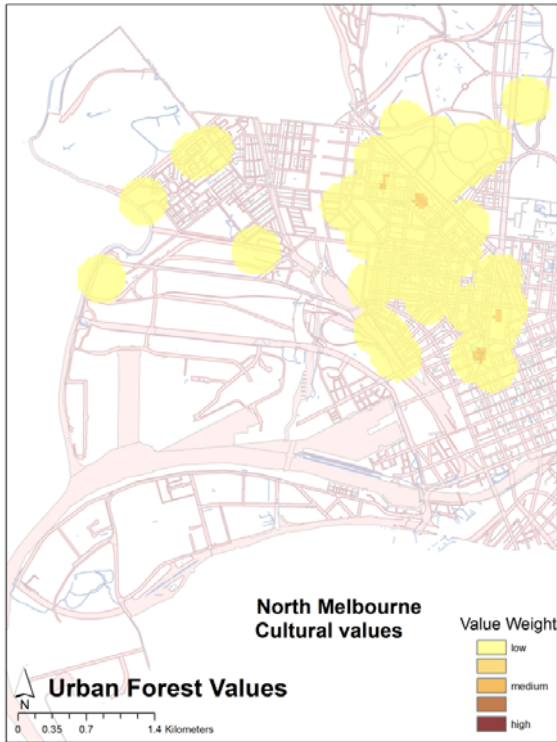 North Melbourne
Cultural values
Value Weight
low
medium
high
Urban Forest Values
N
0 0.35 0.7 1.4 Kilometers